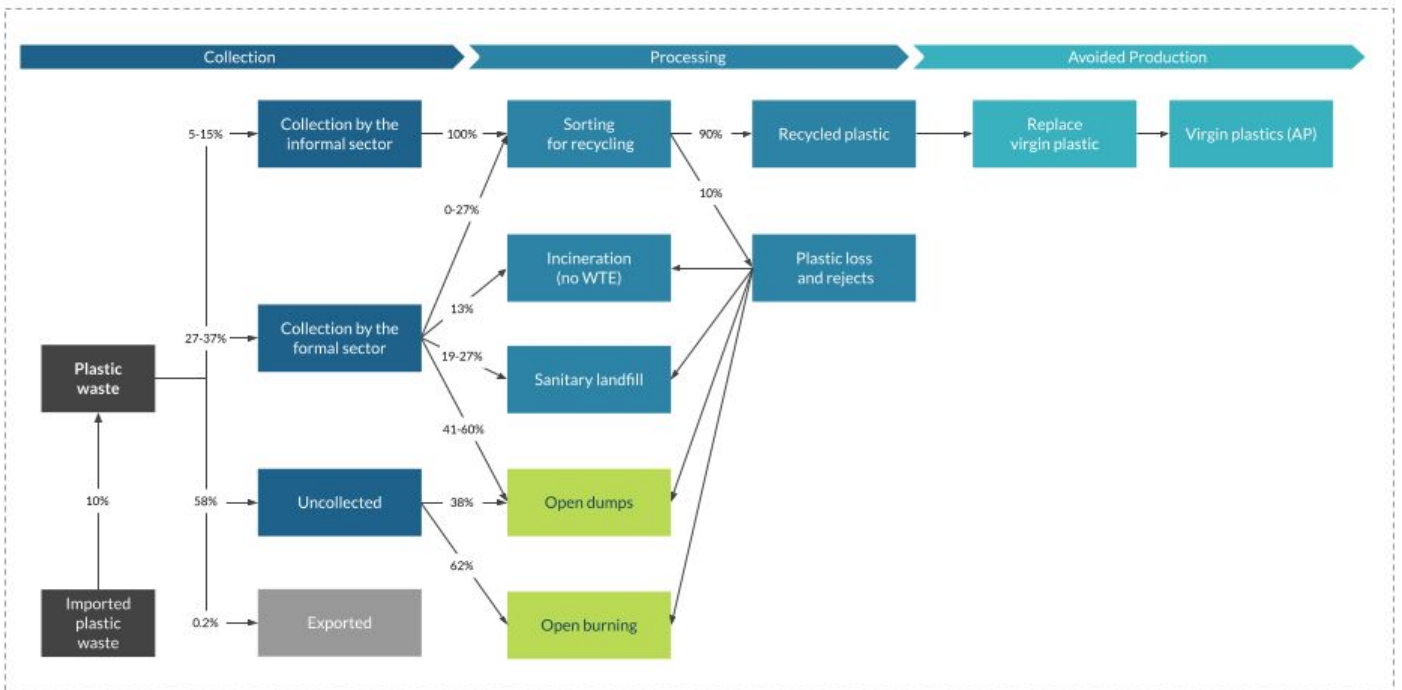 Collection
Processing
Avoided Production
5-15%
Collection by the
informal sector
100%
Sorting
for recycling
90%
Recycled plastic
Replace
virgin plastic
Virgin plastics (AP)
0-27%
10%
Incineration
(no WTE)
Plastic loss
and rejects
13%
27-37%
Collection by the
formal sector
19-27%
Plastic
waste
Sanitary landfill
41-60%
10%
58%
Uncollected
38%
Open dumps
62%
Imported
plastic
waste
0.2%
Exported
Open burning